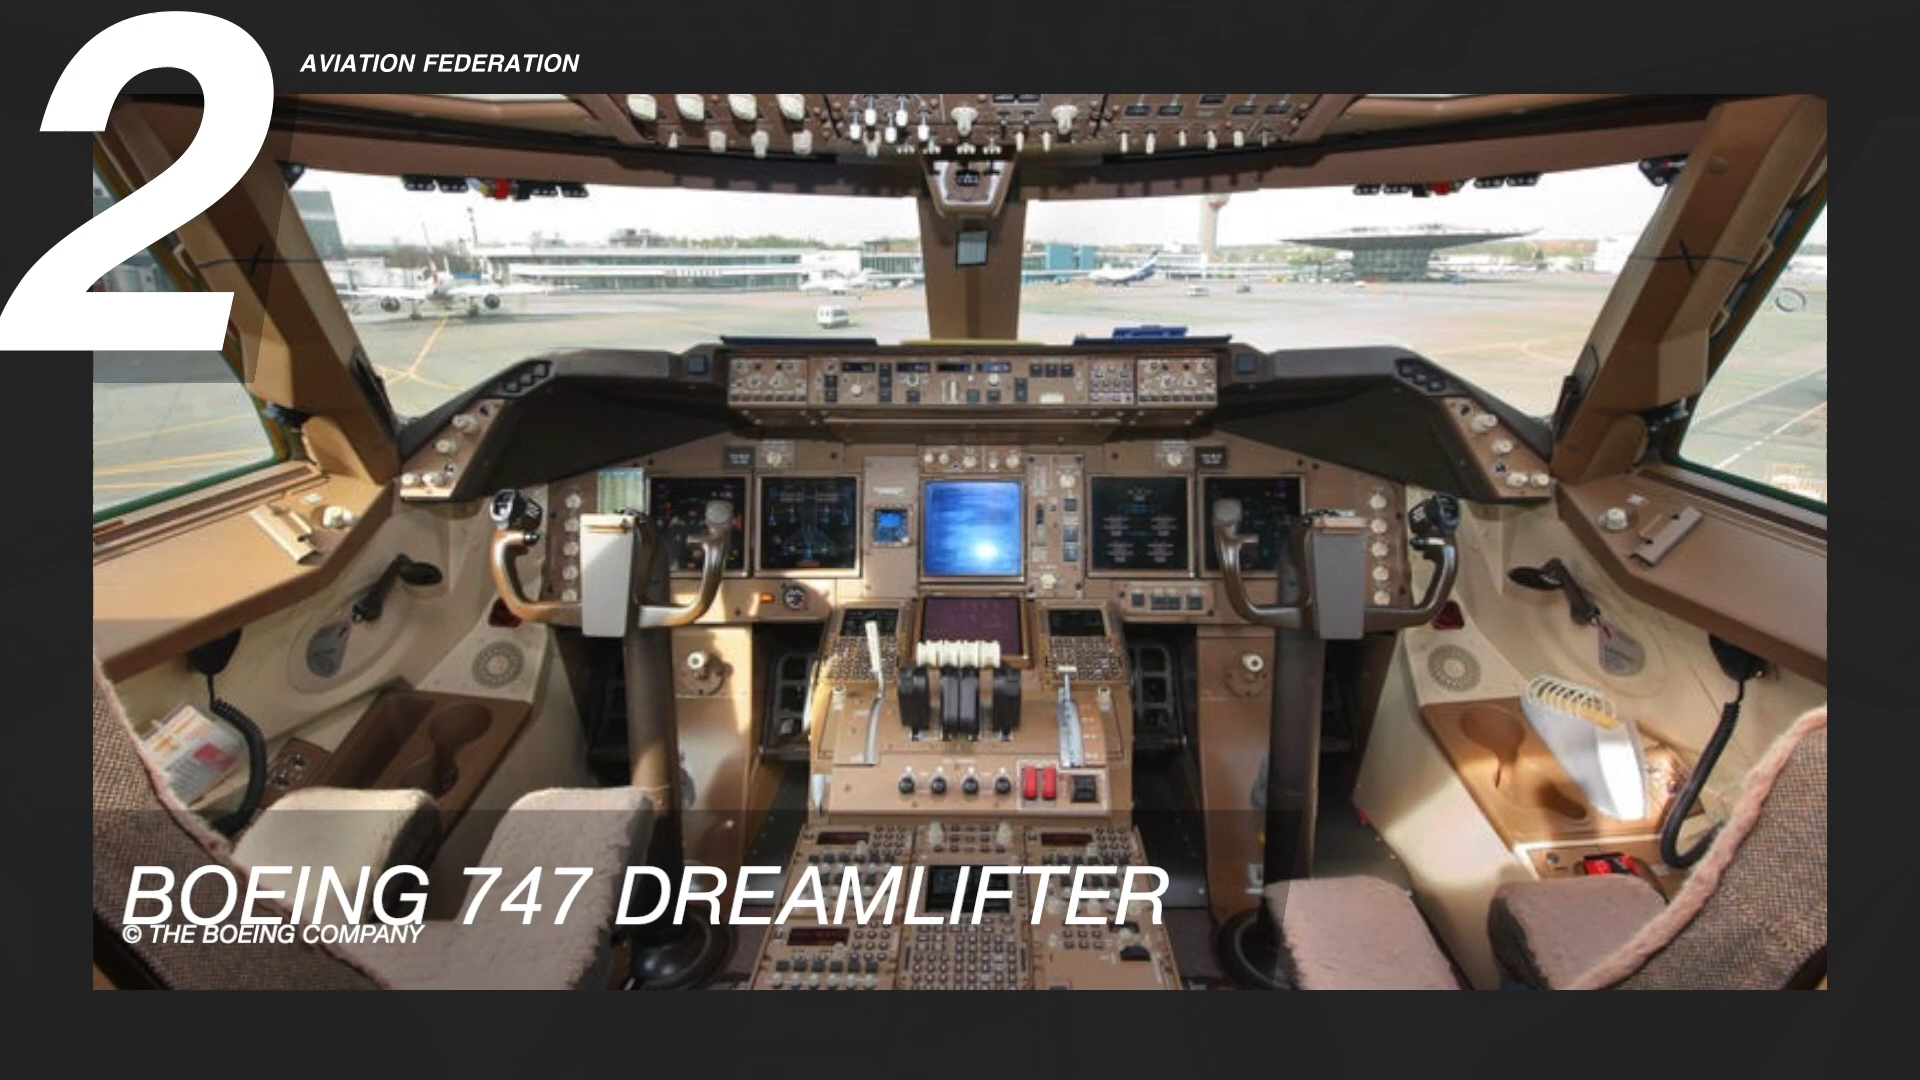 2
AVIATION FEDERATION
BOEING 747 DREAMLIFTER
© THE BOEING COMPANY